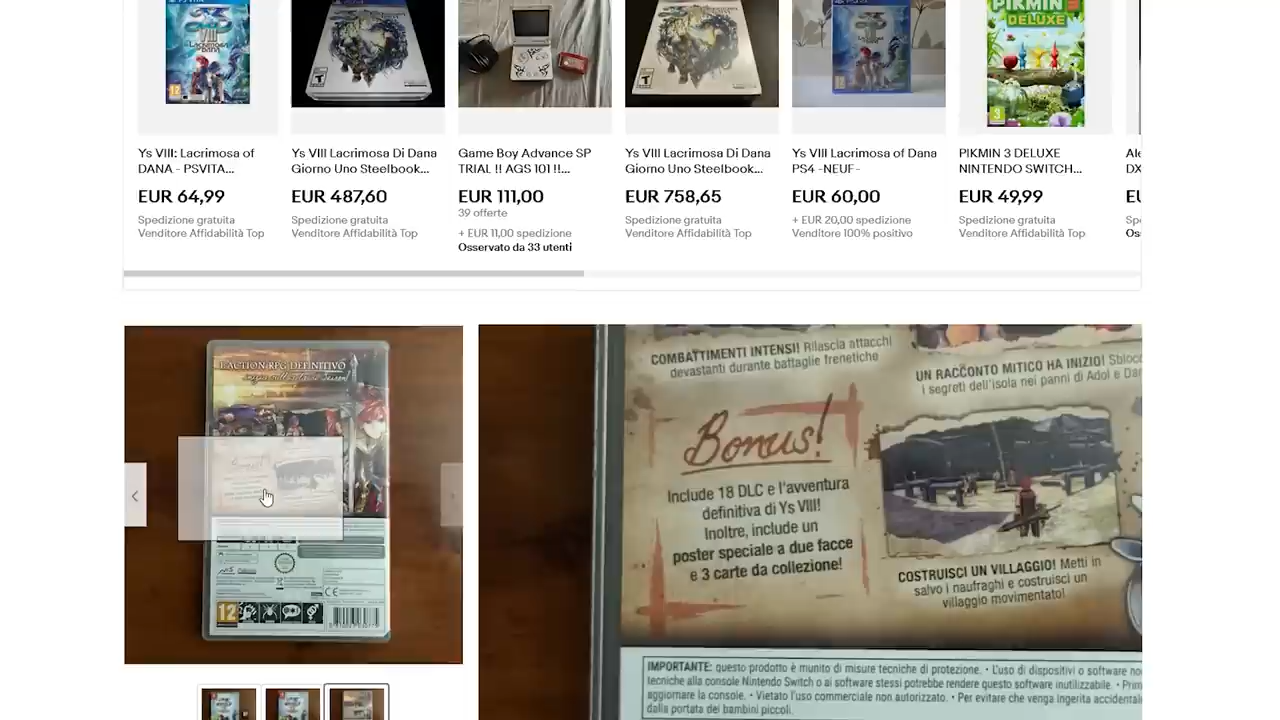 Ys VIII: Lacrimosa of
DANA - PSVITA...
EUR 64,99
Spedizione gratuita
Venditore Affidabilità Top
Ys VIII Lacrimosa Di Dana
Giorno Uno Steelbook...
EUR 487,60
Spedizione gratuita
Venditore Affidabilità Top
Game Boy Advance SP
TRIAL !! AGS 101 !!...
EUR 111,00
39 offerte
+ EUR 11,00 spedizione
Osservato da 33 utenti
Ys VIII Lacrimosa Di Dana
Giorno Uno Steelbook...
EUR 758,65
Spedizione gratuita
Venditore Affidabilità Top
Ys VIII Lacrimosa of Dana
PS4 -NEUF-
EUR 60,00
+ EUR 20,00 spedizione
Venditore 100% positivo
PIKMIN 3
DELUXE
3
PIKMIN 3 DELUXE
NINTENDO SWITCH...
EUR 49,99
Spedizione gratuita
Venditore Affidabilità Top
L'ACTION RPG DEFINITIVO
12
COMBATTIMENTI INTENSI! Rilascia attacchi
devastanti durante battaglie frenetiche
UN RACCONTO MITICO HA INIZIO!
i segreti dell'isola nei panni di Adol e
Bonus!
Include 18 DLC e l'avventura
definitiva di Ys VIII!
Inoltre, include un
poster speciale a due facce
e 3 carte da collezione!
COSTRUISCI UN VILLAGGIO! Metti in
salvo i naufraghi e costruisci un
villaggio movimentato!
IMPORTANTE: questo prodotto è munito di misure tecniche di protezione. • L'uso di dispositivi o software
tecniche alla console Nintendo Switch o ai software stessi potrebbe rendere questo software inutilizzabile. •
aggiornare la console. • Vietato l'uso commerciale non autorizzato. • Per evitare che venga ingerita
dalla portata dei bambini piccoli.